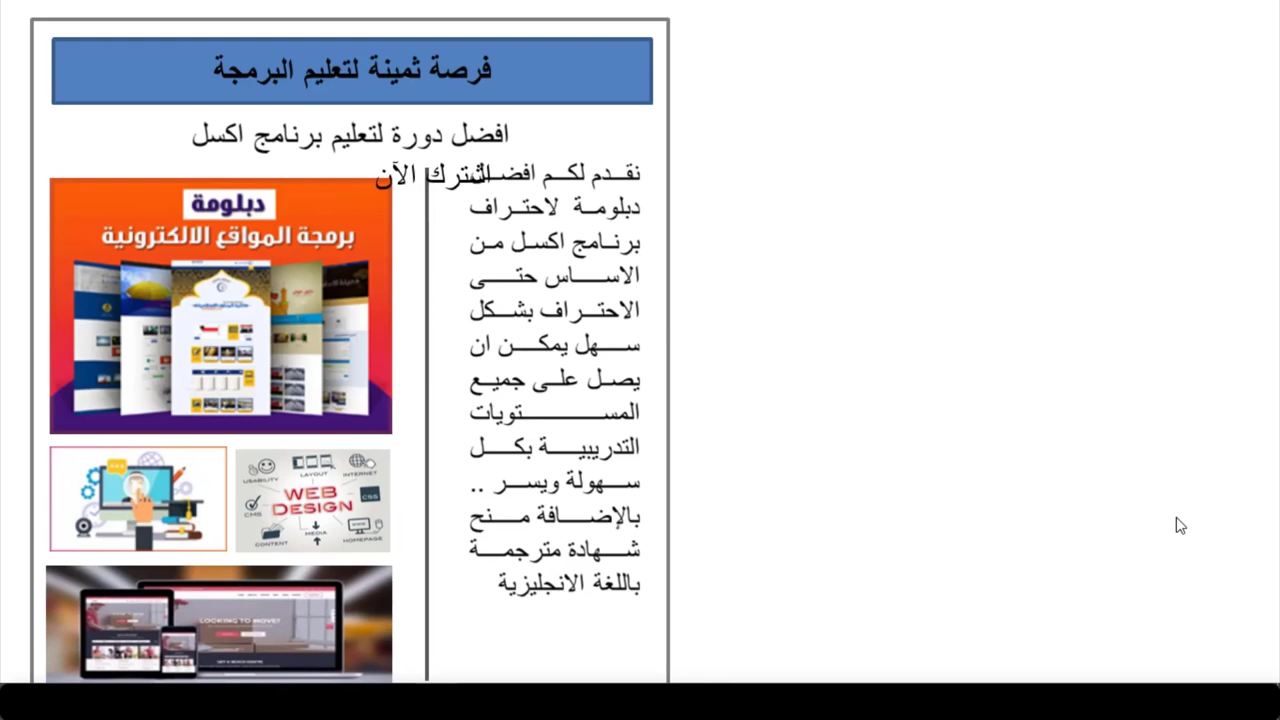 فرصة ثمينة لتعليم البرمجة
افضل دورة لتعليم برنامج اكسل
اشترك الآن
نقدم لكم افضل
دبلومة لاحتراف
برنامج اكسل من
الاساس حتى
الاحتراف بشكل
سهل يمكن ان
يصل على جميع
المستويات
التدريبية بكل
سهولة ويسر ..
بالإضافة منح
شهادة مترجمة
باللغة الانجليزية
دبلومة
برمجة المواقع الالكترونية
USABILITY
LAYOUT
INTERNET
WEB
DESIGN
CSS
CMS
MEDIA
CONTENT
HOMEPAGE
LOOKING TO MOVE?